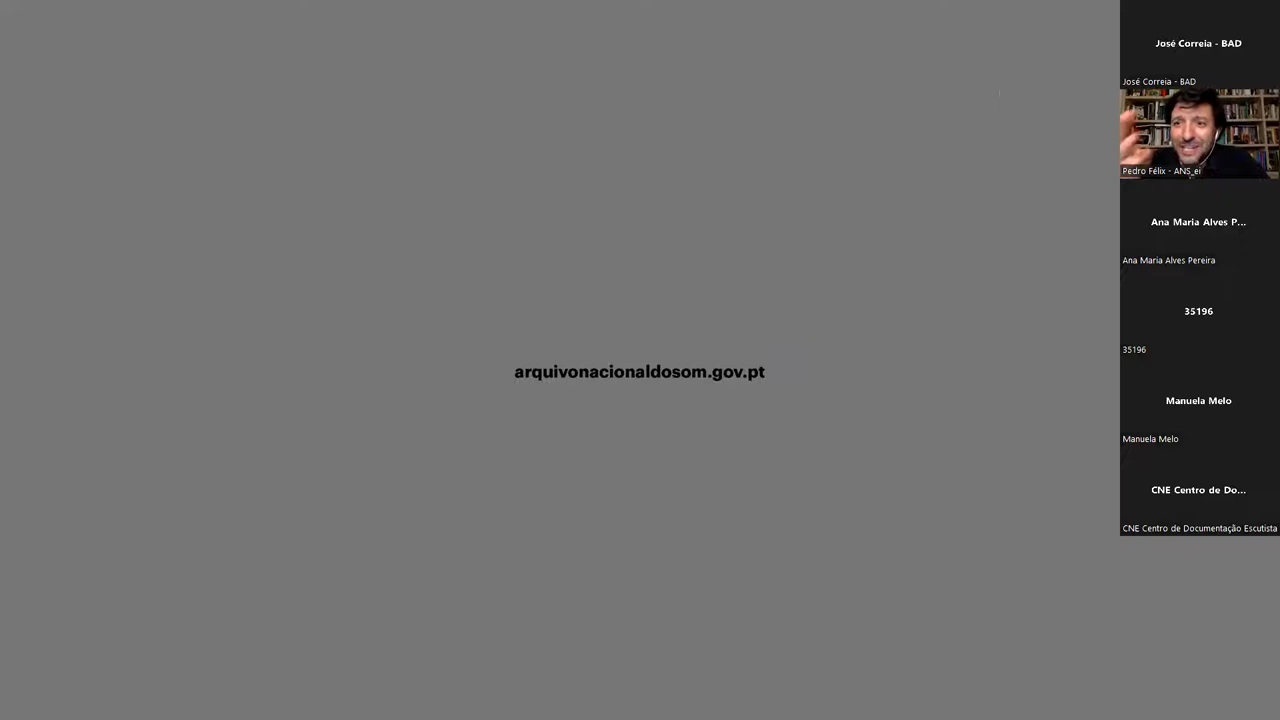 arquivonacionaldosom.gov.pt
José Correia - BAD
José Correia - BAD
Pedro Félix - ANS_ei
Ana Maria Alves P...
Ana Maria Alves Pereira
35196
35196
Manuela Melo
Manuela Melo
CNE Centro de Do...
CNE Centro de Documentação Escutista